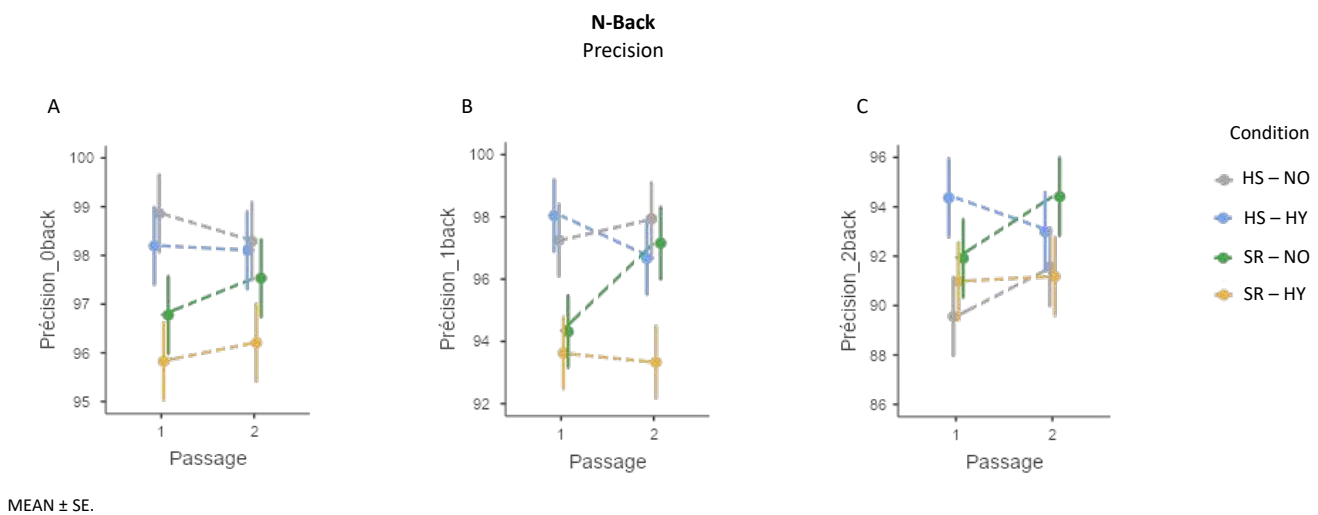 N-Back
Precision
A
B
C
100
99
98
97
96
95
Précision_0back
1
2
Passage
100
98
96
94
92
Précision_1back
1
2
Passage
96
94
92
90
88
86
Précision_2back
1
2
Passage
Condition
HS – NO
HS – HY
SR – NO
SR – HY
MEAN ± SE.